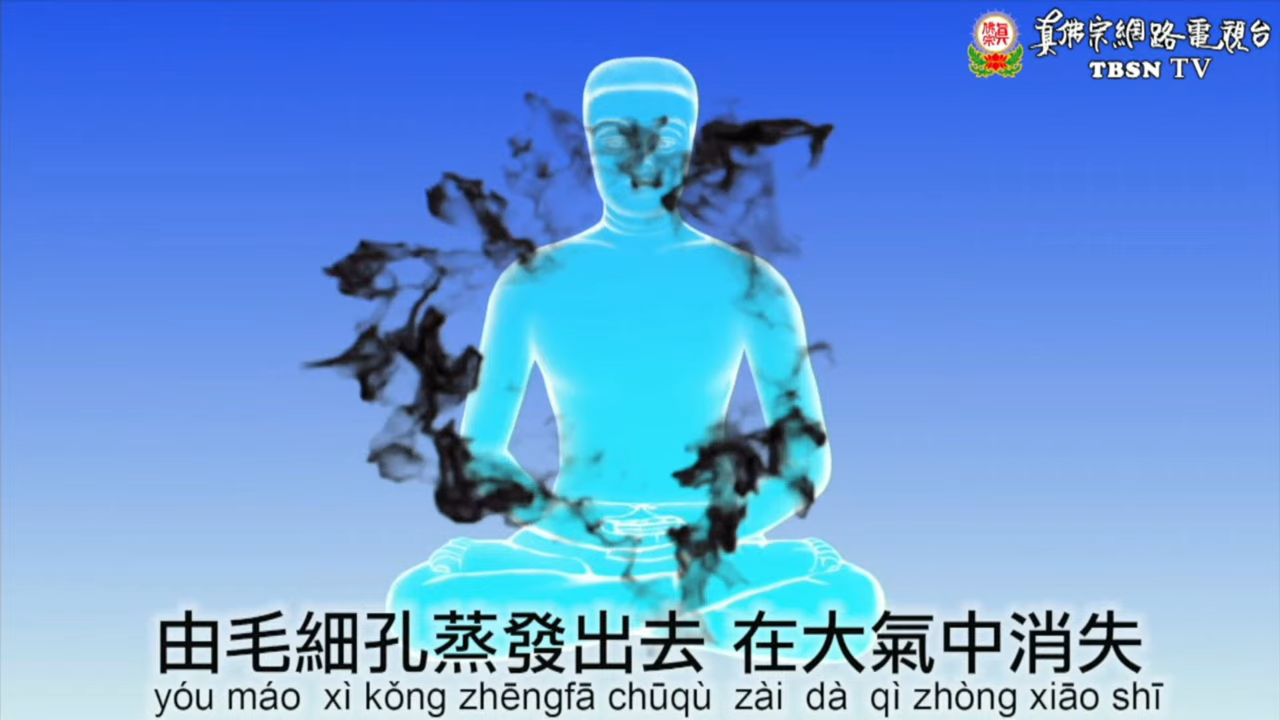 真佛宗網路電視台
TBSN TV
由毛細孔蒸發出去 在大氣中消失
yóu máo xì kǒng zhēngfā chūqù zài dà qì zhòng xiāo shī